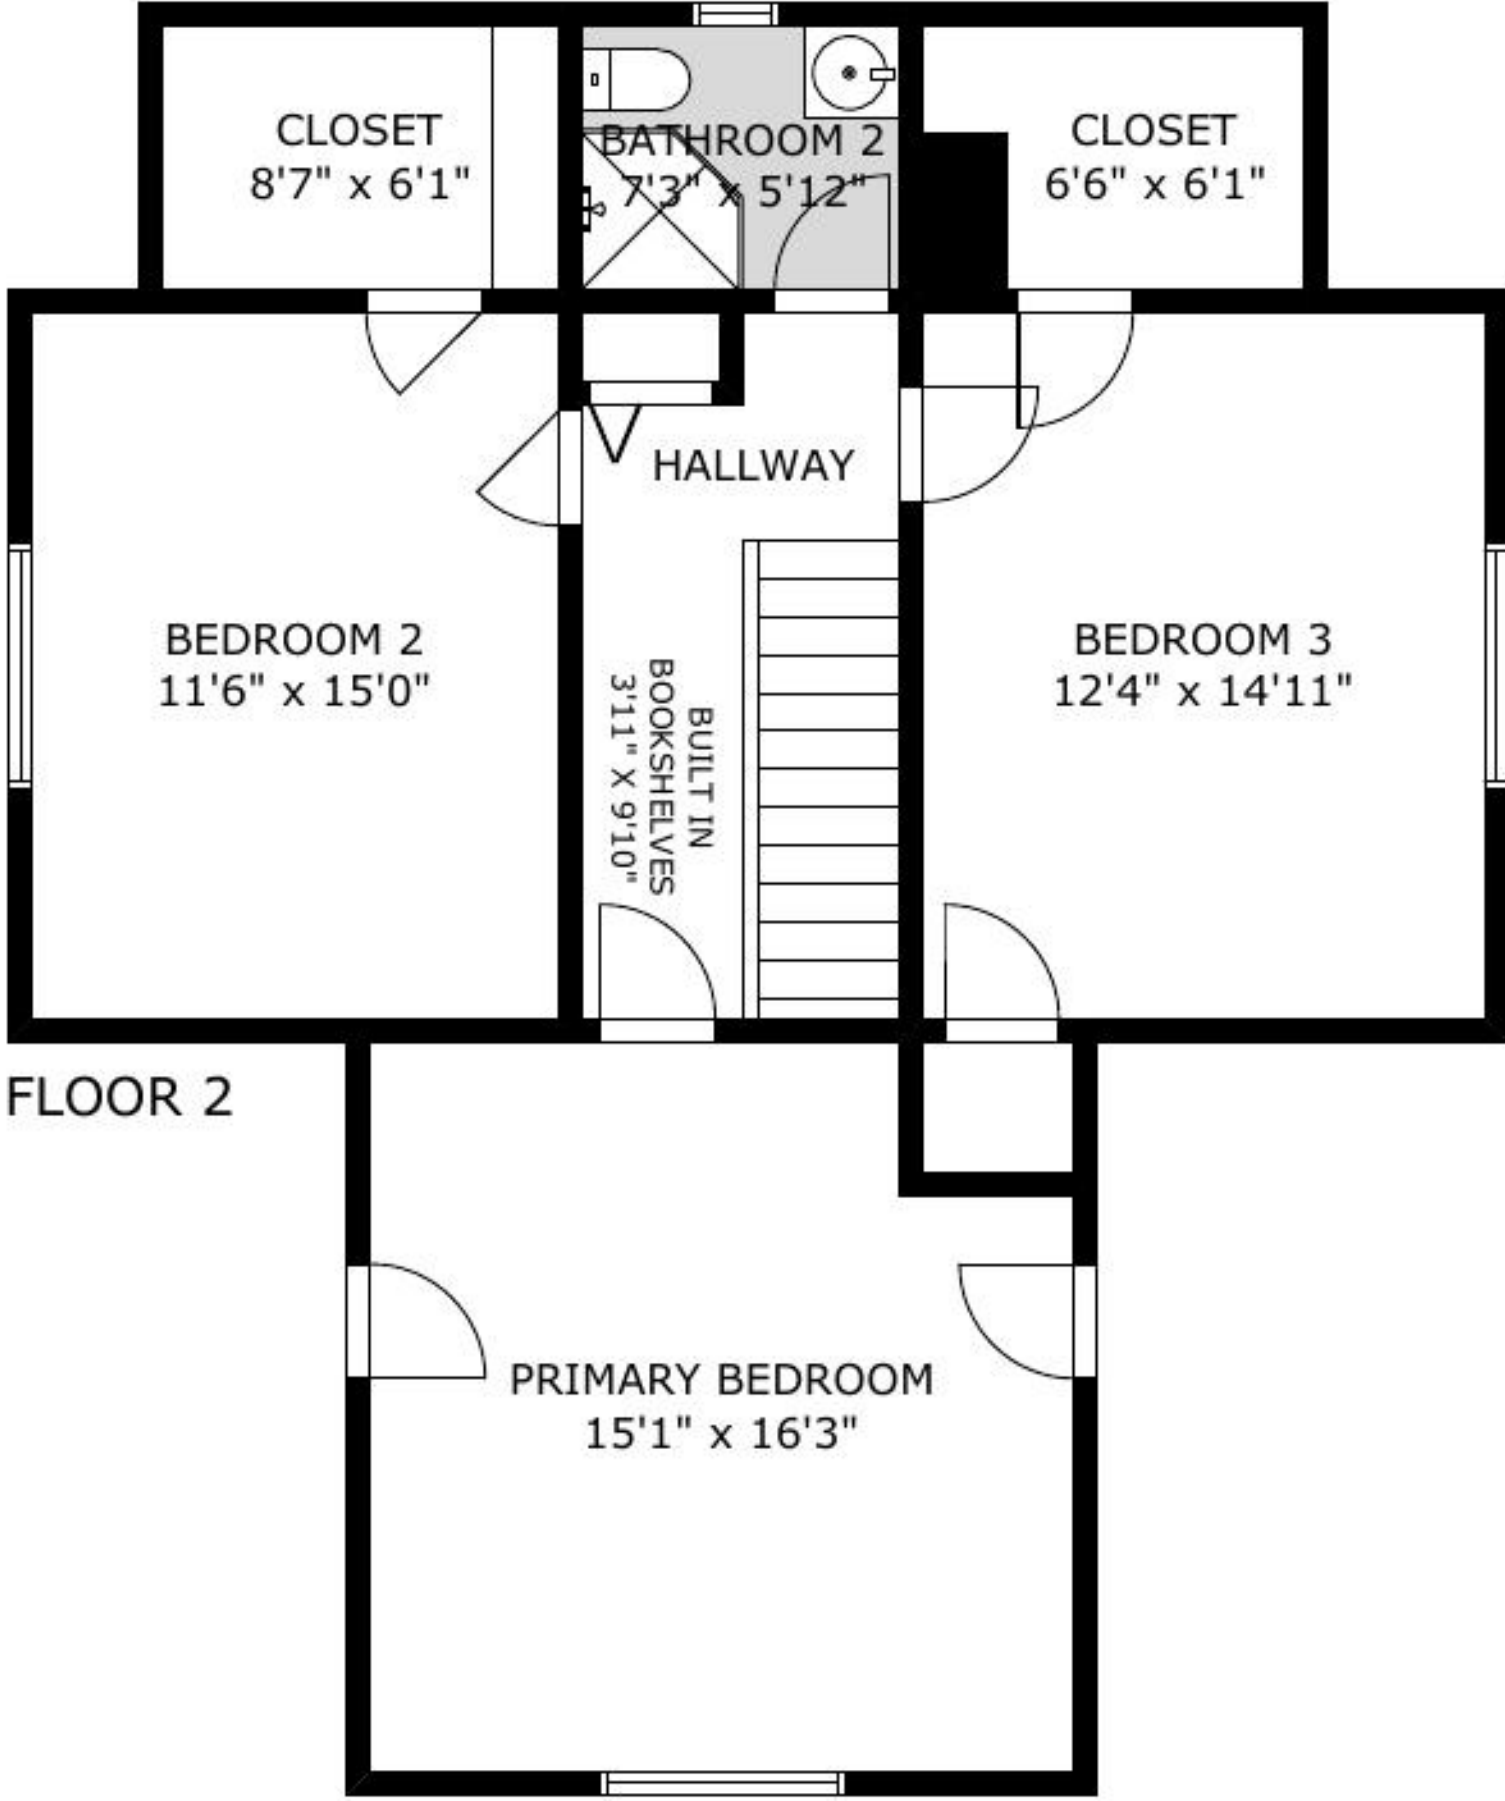 CLOSET
8'7" x 6'1"
BATHROOM 2
7'3" x 5'12"
CLOSET
6'6" x 6'1"
HALLWAY
BEDROOM 2
11'6" x 15'0"
BUILT IN
BOOKSHELVES
3'11" X 9'10"
BEDROOM 3
12'4" x 14'11"
FLOOR 2
PRIMARY BEDROOM
15'1" x 16'3"